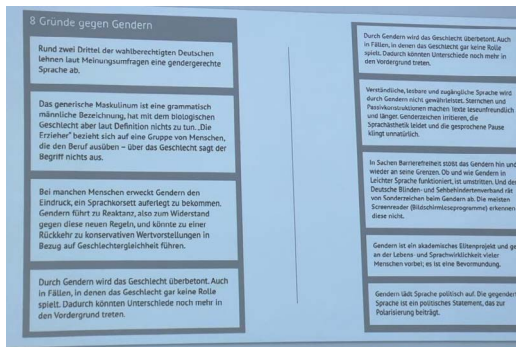 8 Gründe gegen Gendern
Rund zwei Drittel der wahlberechtigten Deutschen
lehnen laut Meinungsumfragen eine gendergerechte
Sprache ab.
Das generische Maskulinum ist eine grammatisch
männliche Bezeichnung, hat mit dem biologischen
Geschlecht aber laut Definition nichts zu tun. „Die
Erzieher“ bezieht sich auf eine Gruppe von Menschen,
die den Beruf ausüben – über das Geschlecht sagt der
Begriff nichts aus.
Bei manchen Menschen erweckt Gendern den
Eindruck, ein Sprachkorsett auferlegt zu bekommen.
Gendern führt zu Reaktanz, also zum Widerstand
gegen diese neuen Regeln, und könnte zu einer
Rückkehr zu konservativen Wertvorstellungen in
Bezug auf Geschlechtergleichheit führen.
Durch Gendern wird das Geschlecht überbetont. Auch
in Fällen, in denen das Geschlecht gar keine Rolle
spielt. Dadurch könnten Unterschiede noch mehr in
den Vordergrund treten.
Durch Gendern wird das Geschlecht überbetont. Auch
in Fällen, in denen das Geschlecht gar keine Rolle
spielt. Dadurch könnten Unterschiede noch mehr in
den Vordergrund treten.
Verständliche, lesbare und zugängliche Sprache wird
durch Gendern nicht gewährleistet. Sternchen und
Passivkonstruktionen machen Texte leseunfreundlich
und länger. Genderzeichen irritieren, die
Sprachästhetik leidet und die gesprochene Pause
klingt unnatürlich.
In Sachen Barrierefreiheit stößt das Gendern hin und
wieder an seine Grenzen. Ob und wie Gendern in
Leichter Sprache funktioniert, ist umstritten. Und der
Deutsche Blinden- und Sehbehindertenverband rät
von Sonderzeichen beim Gendern ab. Die meisten
Screenreader (Bildschirmleseprogramme) erkennen
diese nicht.
Gendern ist ein akademisches Elitenprojekt und ge
an der Lebens- und Sprachwirklichkeit vieler
Menschen vorbei; es ist eine Bevormundung.
Gendern lädt Sprache politisch auf. Die gegendert
Sprache ist ein politisches Statement, das zur
Polarisierung beiträgt.